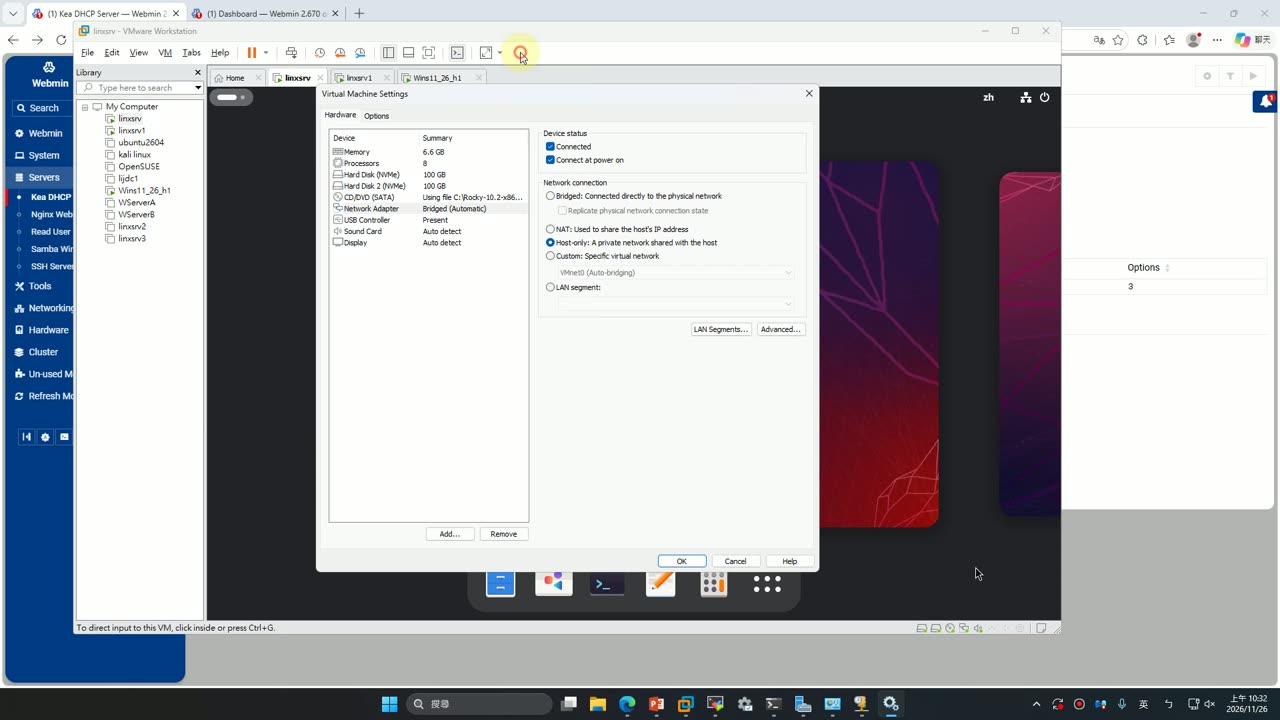 (1) Kea DHCP Server — Webmin 2.
(1) Dashboard — Webmin 2.670 o
linxsrv - VMware Workstation
File Edit View VM Tabs Help
Webmin
Search
Webmin
System
Servers
Kea DHCP
Nginx Web
Read User
Samba Win
SSH Server
Tools
Networking
Hardware
Cluster
Un-used M
Refresh Mo
Library
Type here to search
My Computer
linxsrv
linxsrv1
ubuntu2604
kali linux
OpenSUSE
lijdc1
Wins11_26_h1
WServerA
WServerB
linxsrv2
linxsrv3
Home
linxsrv
linxsrv1
Wins11_26_h1
zh
Virtual Machine Settings
Hardware Options
Device Summary
Memory 6.6 GB
Processors 8
Hard Disk (NVMe) 100 GB
Hard Disk 2 (NVMe) 100 GB
CD/DVD (SATA) Using file C:\Rocky-10.2-x86...
Network Adapter Bridged (Automatic)
USB Controller Present
Sound Card Auto detect
Display Auto detect
Add... Remove
Device status
Connected
Connect at power on
Network connection
Bridged: Connected directly to the physical network
Replicate physical network connection state
NAT: Used to share the host's IP address
Host-only: A private network shared with the host
Custom: Specific virtual network
VMnet0 (Auto-bridging)
LAN segment:
LAN Segments... Advanced...
OK Cancel Help
Options
3
聊天
To direct input to this VM, click inside or press Ctrl+G.
搜尋
英
上午 10:32
2026/11/26